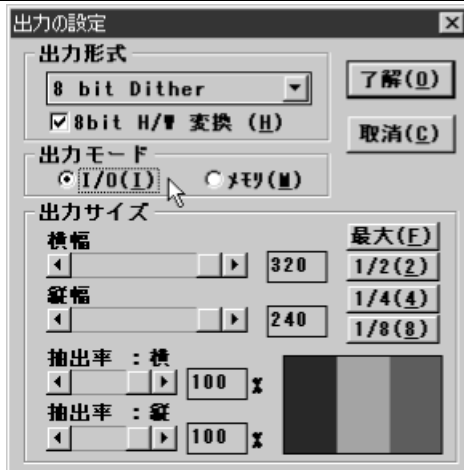 出力の設定
出力形式
8 bit Dither
8bit H/W 変換 (H)
了解(O)
取消(C)
出力モード
I/O(I)
メモリ(M)
出力サイズ
横幅
320
縦幅
240
最大(F)
1/2(2)
1/4(4)
1/8(8)
抽出率 : 横
100 %
抽出率 : 縦
100 %